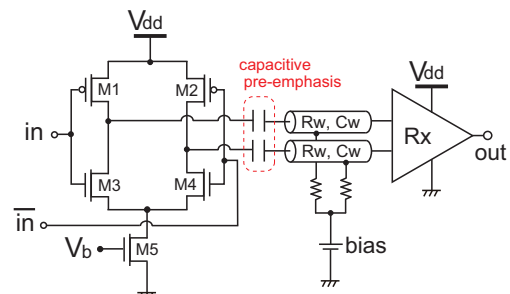 Vdd
capacitive
pre-emphasis
M1
M2
Vdd
Rw, Cw
in
Rx
out
Rw, Cw
M3
M4
in
Vb
M5
bias